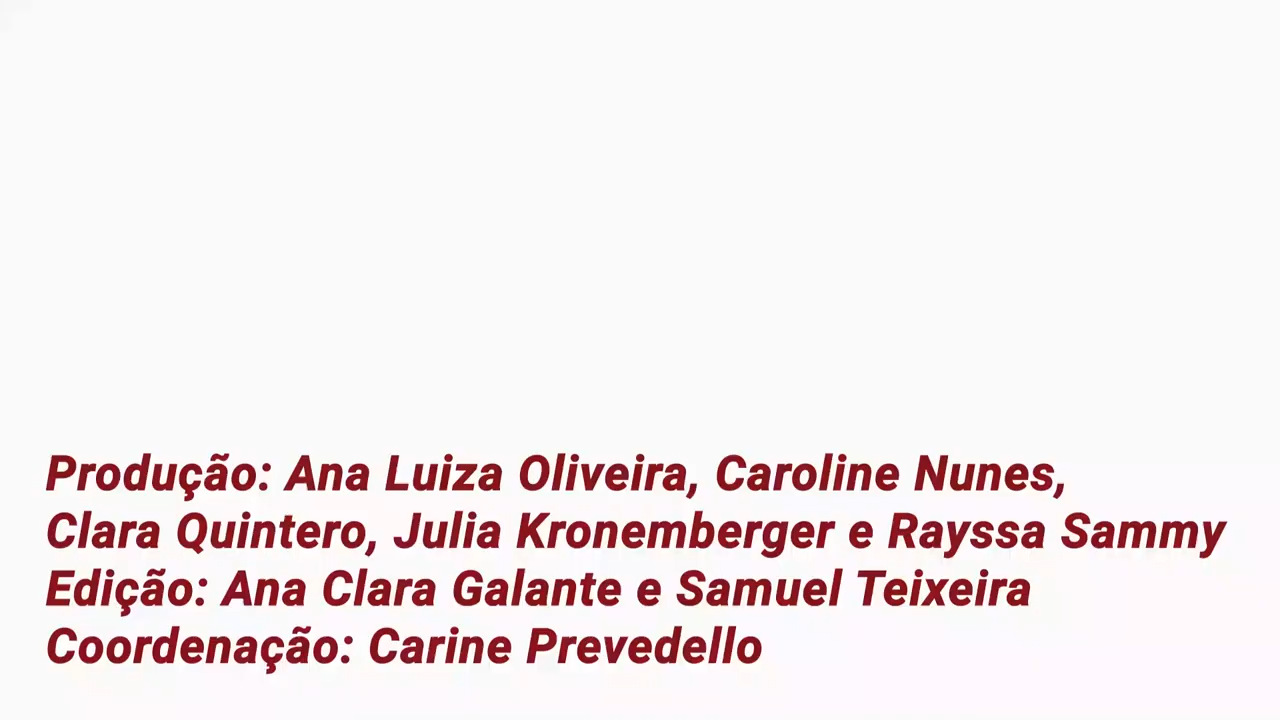 Produção: Ana Luiza Oliveira, Caroline Nunes,
Clara Quintero, Julia Kronemberger e Rayssa Sammy
Edição: Ana Clara Galante e Samuel Teixeira
Coordenação: Carine Prevedello